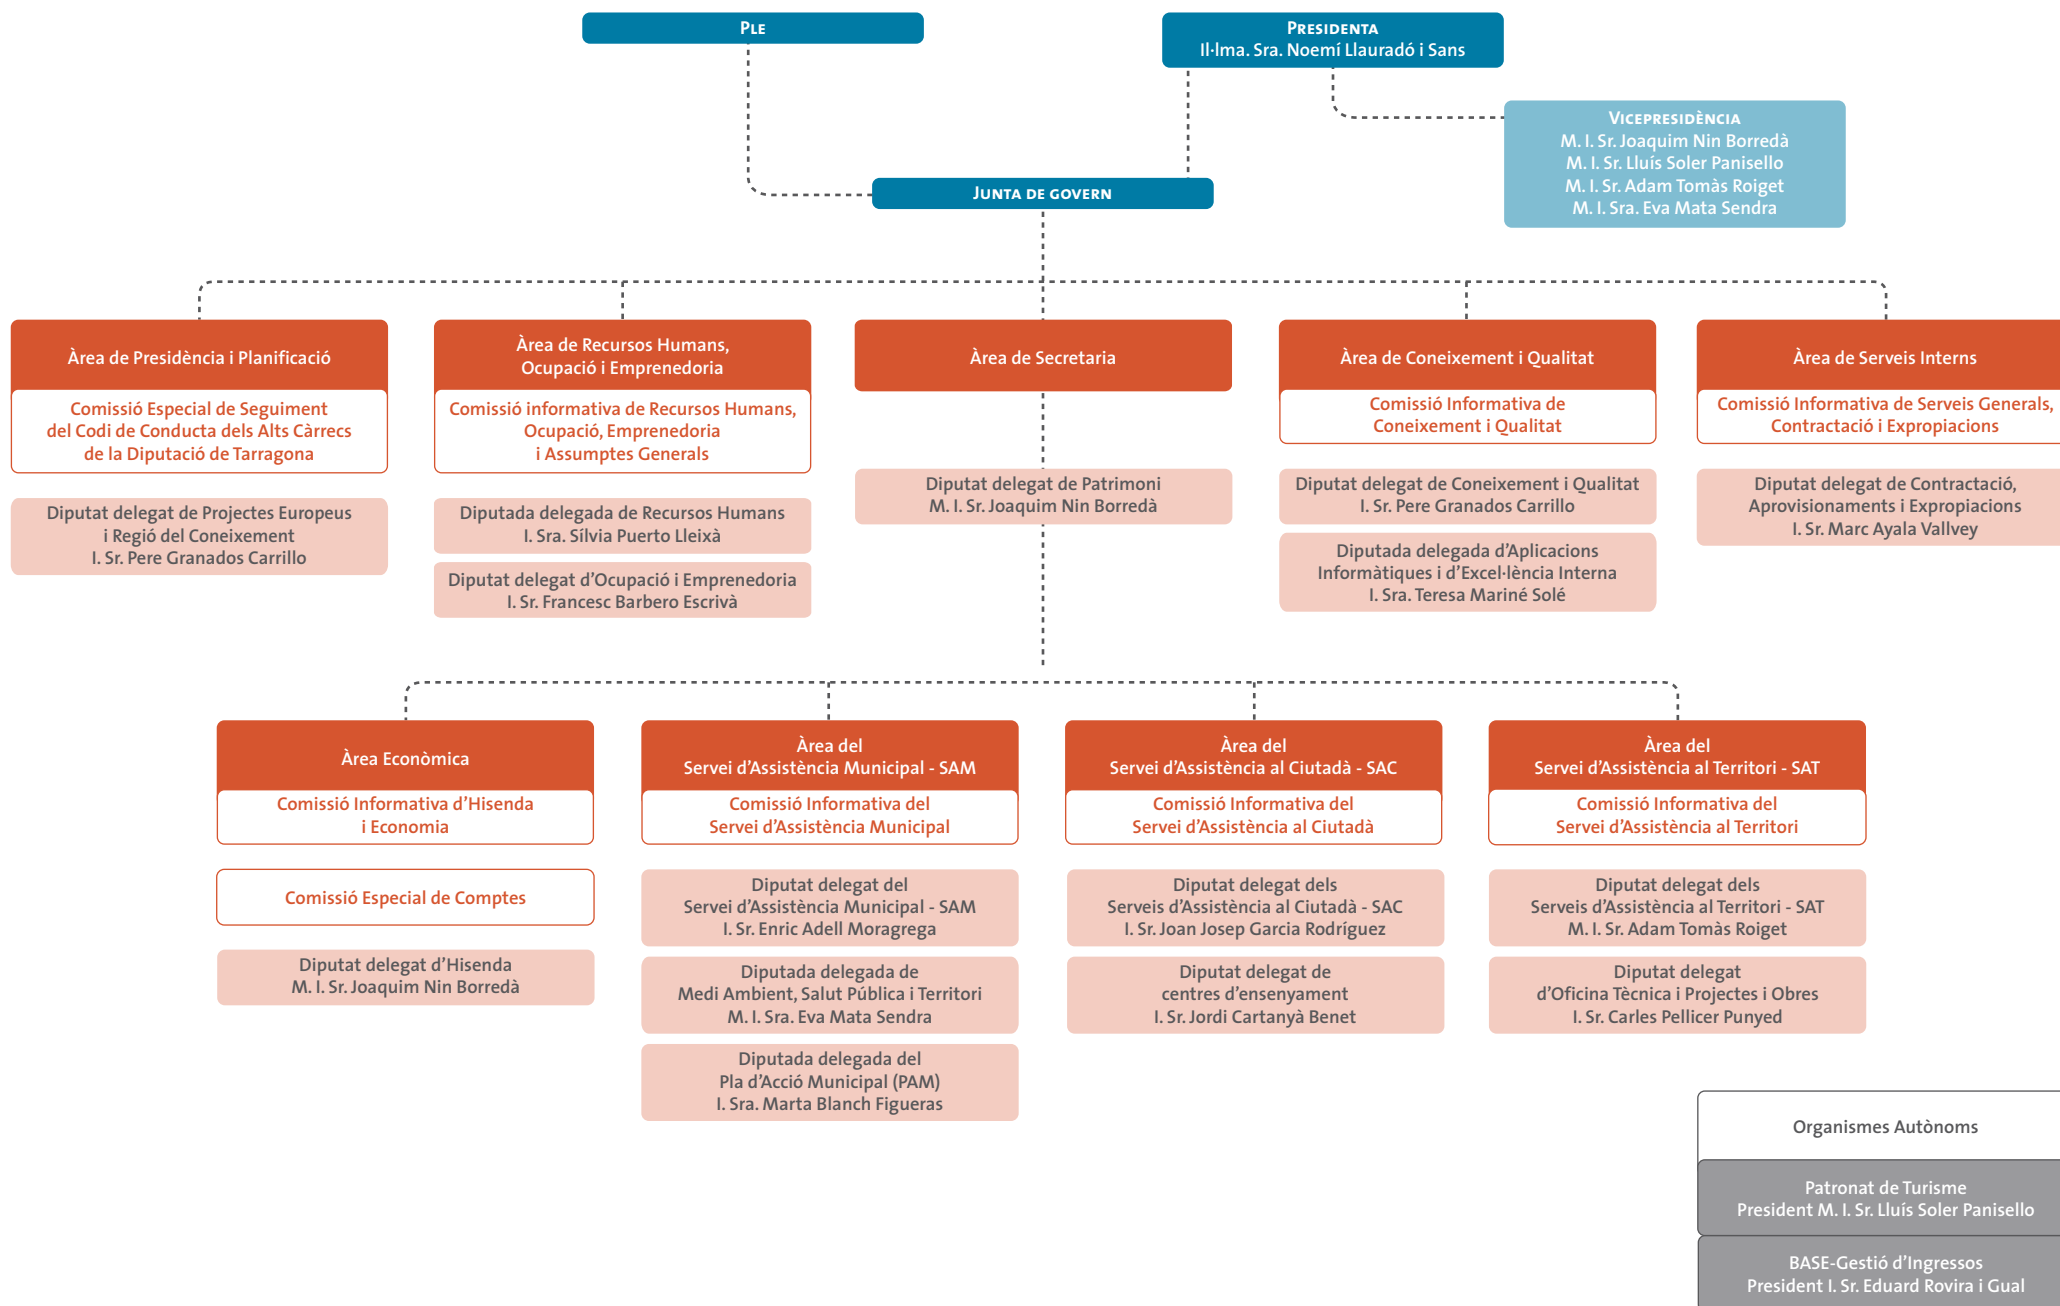 PLE
PRESIDENTA
Il·lma. Sra. Noemí Llauradó i Sans
VICEPRESIDÈNCIA
M. I. Sr. Joaquim Nin Borredà
M. I. Sr. Lluís Soler Panisello
M. I. Sr. Adam Tomàs Roiget
M. I. Sra. Eva Mata Sendra
JUNTA DE GOVERN
Àrea de Presidència i Planificació
Comissió Especial de Seguiment
del Codi de Conducta dels Alts Càrrecs
de la Diputació de Tarragona
Diputat delegat de Projectes Europeus
i Regió del Coneixement
I. Sr. Pere Granados Carrillo
Àrea de Recursos Humans,
Ocupació i Emprenedoria
Comissió informativa de Recursos Humans,
Ocupació, Emprenedoria
i Assumptes Generals
Diputada delegada de Recursos Humans
I. Sra. Sílvia Puerto Lleixà
Diputat delegat d’Ocupació i Emprenedoria
I. Sr. Francesc Barbero Escrivà
Àrea de Secretaria
Diputat delegat de Patrimoni
M. I. Sr. Joaquim Nin Borredà
Àrea de Coneixement i Qualitat
Comissió Informativa de
Coneixement i Qualitat
Diputat delegat de Coneixement i Qualitat
I. Sr. Pere Granados Carrillo
Diputada delegada d’Aplicacions
Informàtiques i d’Excel·lència Interna
I. Sra. Teresa Mariné Solé
Àrea de Serveis Interns
Comissió Informativa de Serveis Generals,
Contractació i Expropiacions
Diputat delegat de Contractació,
Aprovisionaments i Expropiacions
I. Sr. Marc Ayala Vallvey
Àrea Econòmica
Comissió Informativa d’Hisenda
i Economia
Comissió Especial de Comptes
Diputat delegat d’Hisenda
M. I. Sr. Joaquim Nin Borredà
Àrea del
Servei d’Assistència Municipal - SAM
Comissió Informativa del
Servei d’Assistència Municipal
Diputat delegat del
Servei d’Assistència Municipal - SAM
I. Sr. Enric Adell Moragrega
Diputada delegada de
Medi Ambient, Salut Pública i Territori
M. I. Sra. Eva Mata Sendra
Diputada delegada del
Pla d’Acció Municipal (PAM)
I. Sra. Marta Blanch Figueras
Àrea del
Servei d’Assistència al Ciutadà - SAC
Comissió Informativa del
Servei d’Assistència al Ciutadà
Diputat delegat dels
Serveis d’Assistència al Ciutadà - SAC
I. Sr. Joan Josep Garcia Rodríguez
Diputat delegat de
centres d’ensenyament
I. Sr. Jordi Cartanyà Benet
Àrea del
Servei d’Assistència al Territori - SAT
Comissió Informativa del
Servei d’Assistència al Territori
Diputat delegat dels
Serveis d’Assistència al Territori - SAT
M. I. Sr. Adam Tomàs Roiget
Diputat delegat
d’Oficina Tècnica i Projectes i Obres
I. Sr. Carles Pellicer Punyed
Organismes Autònoms
Patronat de Turisme
President M. I. Sr. Lluís Soler Panisello
BASE-Gestió d’Ingressos
President I. Sr. Eduard Rovira i Gual